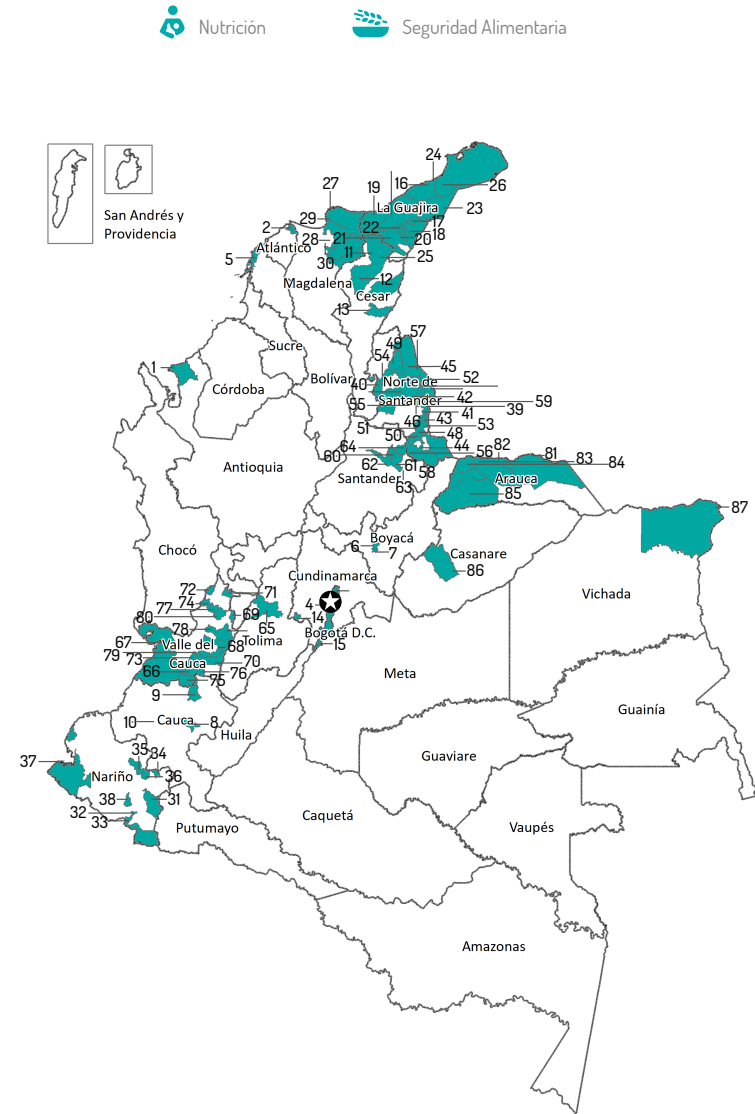 Nutrición
Seguridad Alimentaria
24
27
19
16
26
La Guajira
23
29
2
22
17
28
21
18
Atlántico
20
5
11
25
30
Magdalena
12
Cesar
13
San Andrés y
Providencia
57
49
Sucre
54
1
45
Bolívar
52
40
Norte de
Córdoba
42
59
55
Santander
39
41
46
43
53
51
50
48
64
44
82
60
56
81
83
62
61
84
Antioquia
Santander
58
Arauca
63
85
87
Boyacá
6
7
Chocó
Casanare
86
Cundinamarca
72
71
Vichada
74
4
77
69
14
80
78
65
Bogotá D.C.
67
Valle del
68
Tolima
15
79
73
Cauca
70
66
76
Meta
75
9
Guainía
10
Cauca
8
Huila
35
34
Guaviare
37
Nariño
36
38
31
32
Caquetá
33
Putumayo
Vaupés
Amazonas